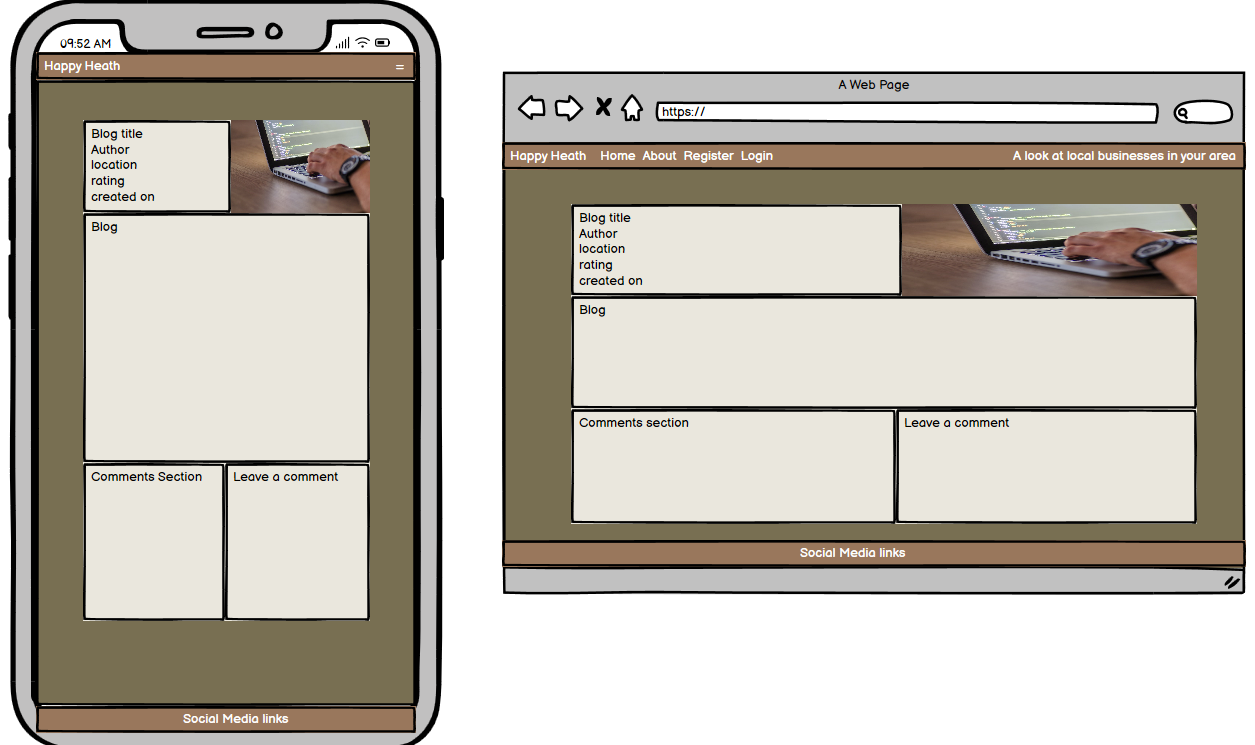 09:52 AM
Happy Heath
Blog title
Author
location
rating
created on
Blog
Comments Section
Leave a comment
Social Media links
A Web Page
https://
Happy Heath Home About Register Login A look at local businesses in your area
Blog title
Author
location
rating
created on
Blog
Comments section
Leave a comment
Social Media links